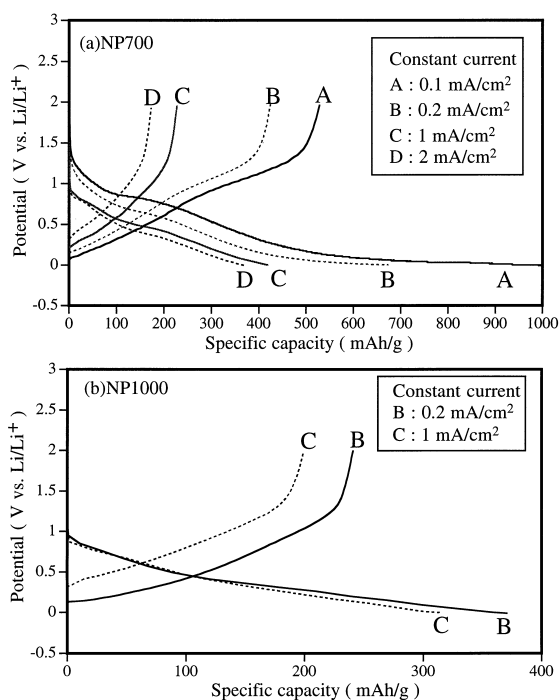 (a)NP700
Constant current
A : 0.1 mA/cm2
B : 0.2 mA/cm2
C : 1 mA/cm2
D : 2 mA/cm2
3
2.5
2
1.5
1
0.5
0
-0.5
Potential ( V vs. Li/Li+ )
D C B A
D C B A
0 100 200 300 400 500 600 700 800 900 1000
Specific capacity ( mAh/g )
(b)NP1000
Constant current
B : 0.2 mA/cm2
C : 1 mA/cm2
3
2.5
2
1.5
1
0.5
0
-0.5
Potential ( V vs. Li/Li+ )
C B
C B
0 100 200 300 400
Specific capacity ( mAh/g )